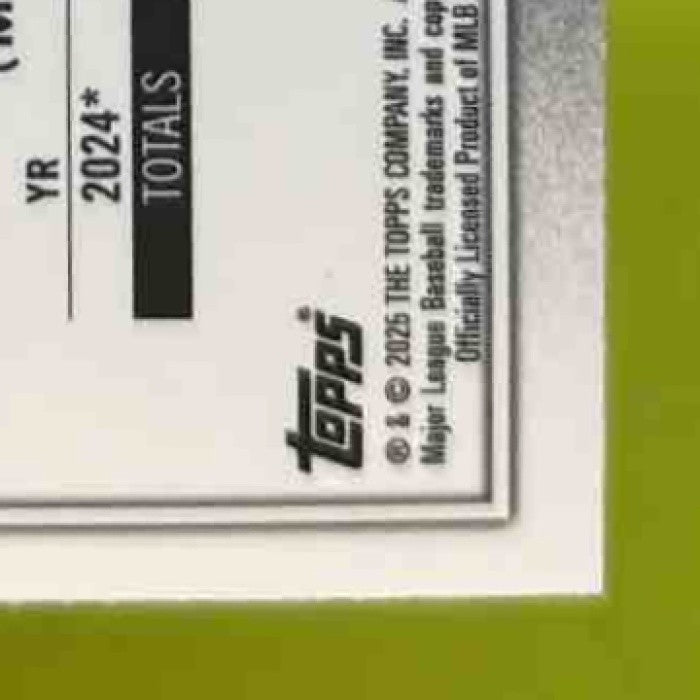 YR
2024*
TOTALS
topps®
® & © 2025 THE TOPPS COMPANY, INC.
Major League Baseball trademarks and cop
Officially Licensed Product of MLB